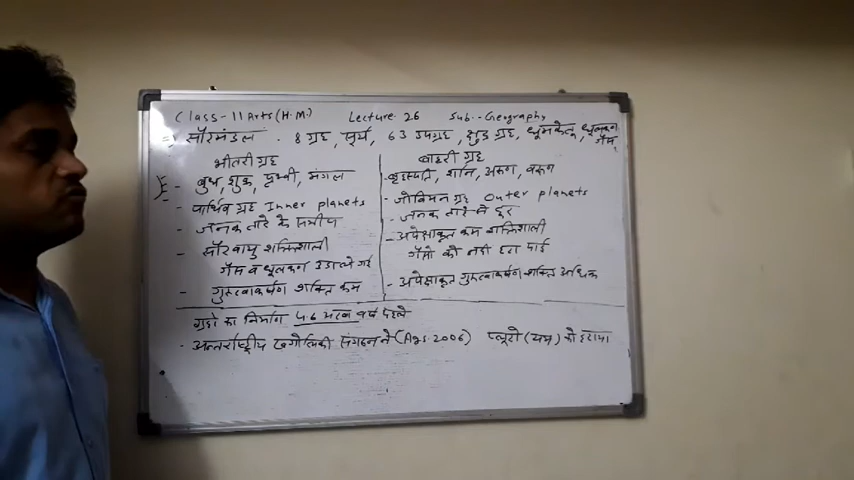 Class-11 Arts (H.M.) Lecture 26 Sub.- Geography
सौरमंडल - 8 ग्रह, सूर्य, 63 उपग्रह, क्षुद्र ग्रह, धूमकेतू, धूलकण
गैस,
भीतरी ग्रह
- बुध, शुक्र, पृथ्वी, मंगल
- पार्थिव ग्रह Inner planets
- जनक तारे के समीप
- सौरवायु शक्तिशाली
गैस व धूलकण उडा ले गई
- गुरुत्वाकर्षण शक्ति कम
बाहरी ग्रह
- बृहस्पति, शनि, अरुण, वरुण
- जोवियन ग्रह Outer planets
- जनक तारे से दूर
- अपेक्षाकृत कम शक्तिशाली
गैसो को नही हटा पाई
- अपेक्षाकृत गुरुत्वाकर्षण शक्ति अधिक
ग्रहो का निर्माण 4.6 अरब वर्ष पहले
- अन्तर्राष्ट्रीय खगोलिकी संगठन ने (Ags. 2006) प्लूटो (यम) को हटाया